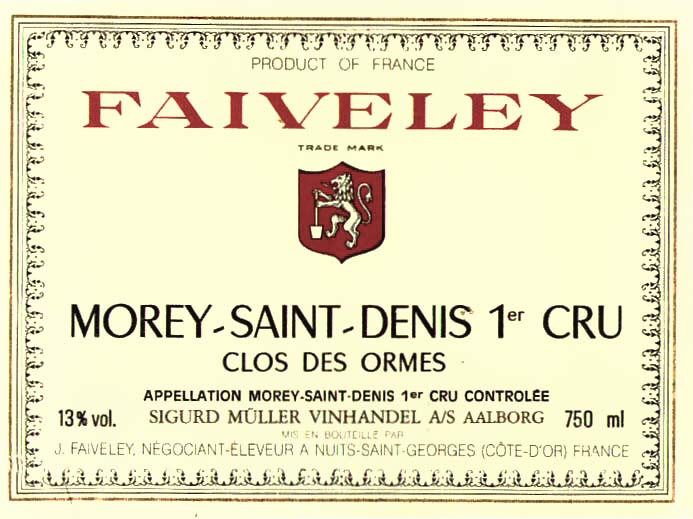 PRODUCT OF FRANCE
FAIVELEY
TRADE MARK
MOREY-SAINT-DENIS 1er CRU
CLOS DES ORMES
APPELLATION MOREY-SAINT-DENIS 1er CRU CONTROLÉE
13% vol. SIGURD MÜLLER VINHANDEL A/S AALBORG 750 ml
MIS EN BOUTEILLE PAR
J. FAIVELEY, NÉGOCIANT-ÉLEVEUR A NUITS-SAINT-GEORGES (CÔTE-D'OR) FRANCE